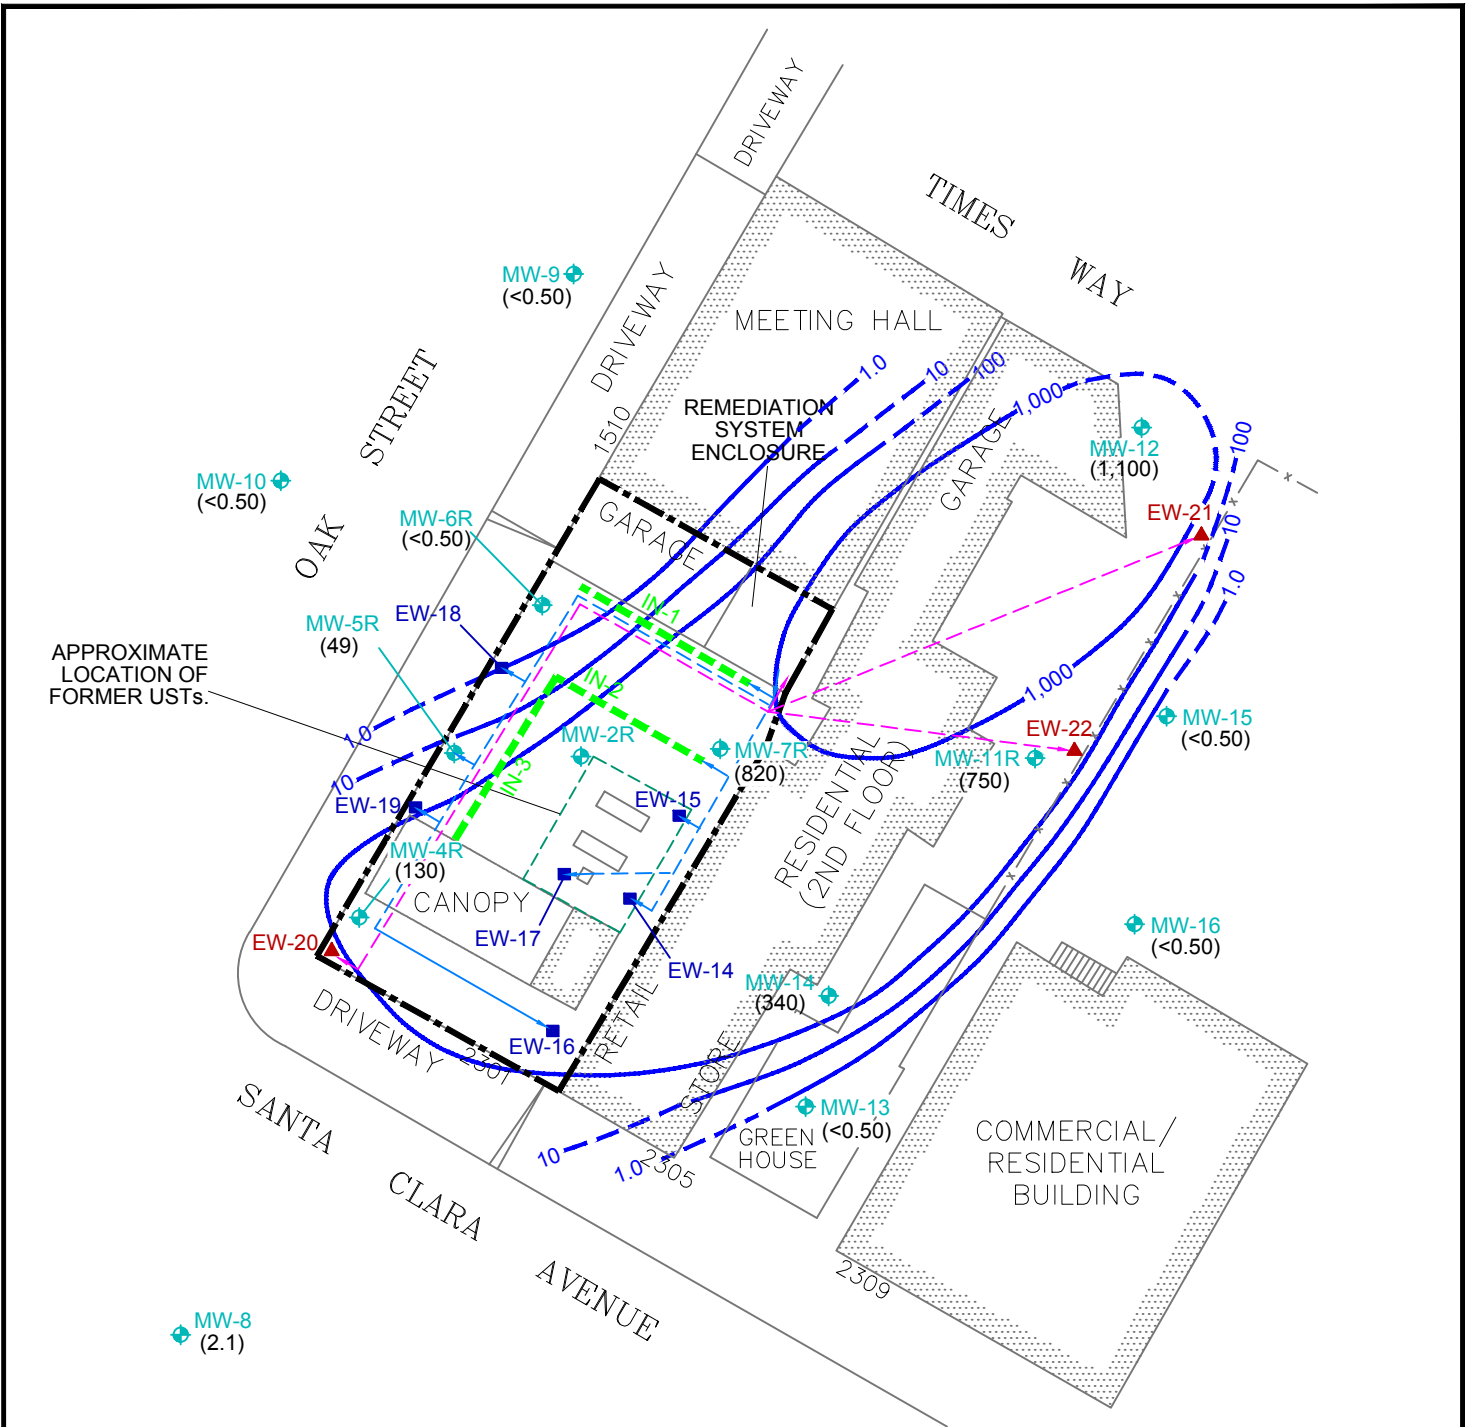 DRIVEWAY
TIMES
WAY
MW-9
(<0.50)
DRIVEWAY
MEETING HALL
STREET
1.0
10
100
1,000
REMEDIATION
SYSTEM
ENCLOSURE
1510
GARAGE
MW-12
(1,100)
100
MW-10
(<0.50)
OAK
MW-6R
(<0.50)
GARAGE
EW-21
10
1.0
IN-1
EW-18
MW-5R
(49)
APPROXIMATE
LOCATION OF
FORMER USTs.
IN-2
1,000
1.0
10
MW-2R
MW-7R
(820)
EW-22
MW-11R
(750)
MW-15
(<0.50)
IN-3
EW-19
EW-15
RESIDENTIAL
(2ND FLOOR)
MW-4R
(130)
CANOPY
EW-20
EW-17
EW-14
MW-16
(<0.50)
MW-14
(340)
DRIVEWAY
EW-16
2301
RETAIL
STORE
SANTA
MW-13
(<0.50)
10
1.0
2305
GREEN
HOUSE
COMMERCIAL/
RESIDENTIAL
BUILDING
CLARA
AVENUE
2309
MW-8
(2.1)